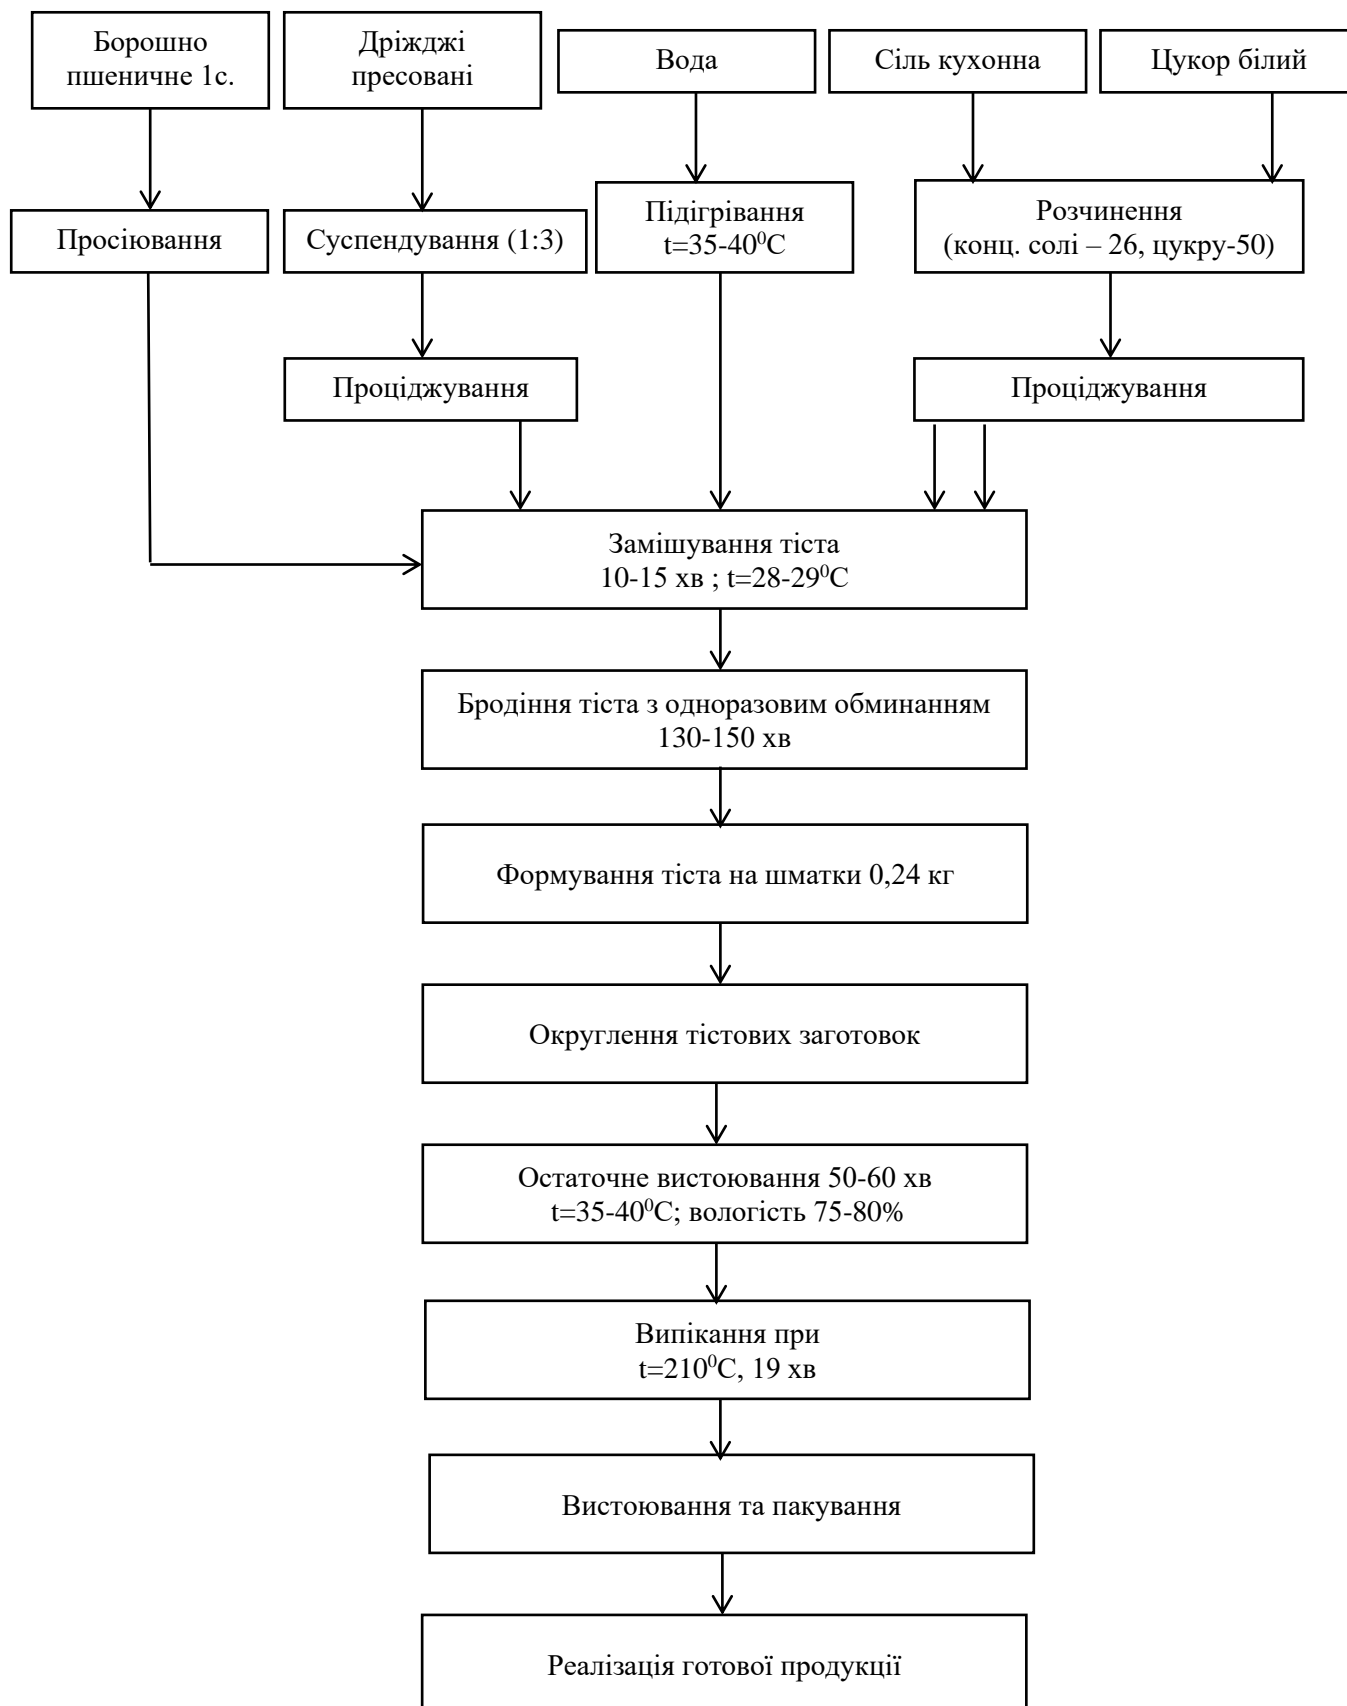 Борошно
пшеничне 1с.
Дріжджі
пресовані
Вода
Сіль кухонна
Цукор білий
Просіювання
Суспендування (1:3)
Підігрівання
t=35-40⁰С
Розчинення
(конц. солі – 26, цукру-50)
Проціджування
Проціджування
Замішування тіста
10-15 хв ; t=28-29⁰С
Бродіння тіста з одноразовим обминанням
130-150 хв
Формування тіста на шматки 0,24 кг
Округлення тістових заготовок
Остаточне вистоювання 50-60 хв
t=35-40⁰С; вологість 75-80%
Випікання при
t=210⁰С, 19 хв
Вистоювання та пакування
Реалізація готової продукції